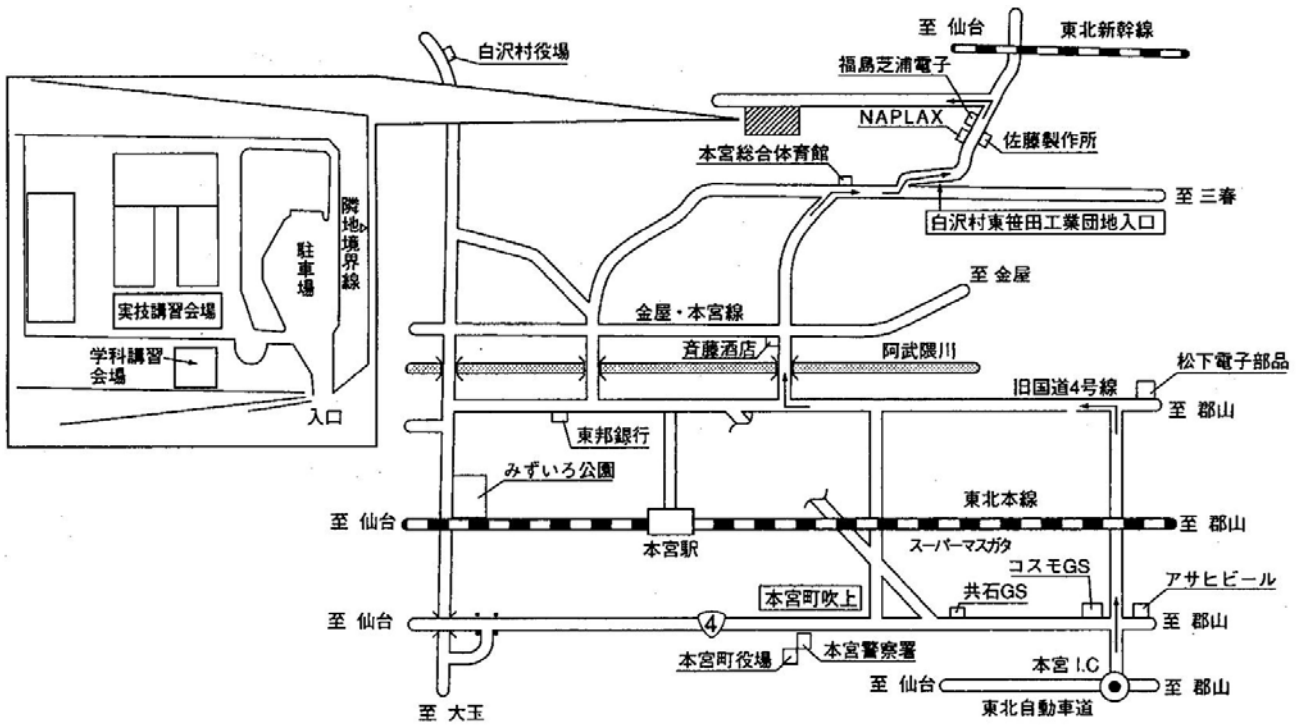 至 仙台
東北新幹線
白沢村役場
福島芝浦電子
NAPLAX
佐藤製作所
本宮総合体育館
至 三春
白沢村東笹田工業団地入口
隣地境界線
駐車場
実技講習会場
学科講習
会場
入口
至 金屋
金屋・本宮線
斉藤酒店
阿武隈川
松下電子部品
旧国道4号線
至 郡山
東邦銀行
みずいろ公園
東北本線
至 仙台
至 郡山
本宮駅
スーパーマスガタ
コスモGS
アサヒビール
共石GS
本宮町吹上
至 仙台
4
至 郡山
本宮警察署
本宮町役場
本宮 I.C
至 仙台
至 郡山
東北自動車道
至 大玉